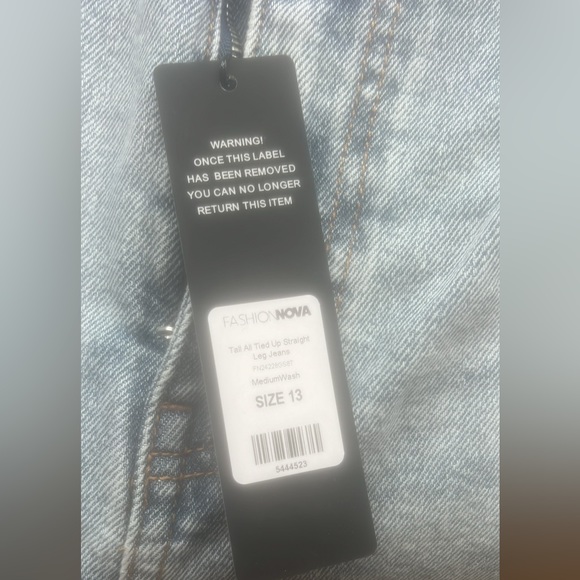 WARNING!
ONCE THIS LABEL
HAS BEEN REMOVED
YOU CAN NO LONGER
RETURN THIS ITEM
FASHIONNOVA
Tall All Tied Up Straight
Leg Jeans
MediumWash
SIZE 13
5444523